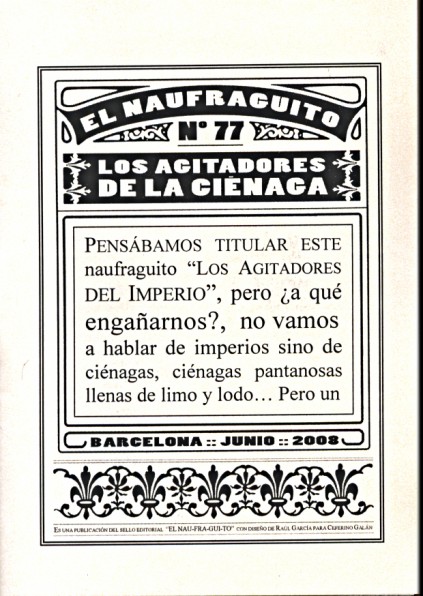 EL NAUFRAGUITO
Nº 77
LOS AGITADORES
DE LA CIÉNAGA
PENSÁBAMOS TITULAR ESTE
naufraguito “LOS AGITADORES
DEL IMPERIO”, pero ¿a qué
engañarnos?, no vamos
a hablar de imperios sino de
ciénagas, ciénagas pantanosas
llenas de limo y lodo... Pero un
BARCELONA :: JUNIO :: 2008
ES UNA PUBLICACIÓN DEL SELLO EDITORIAL "EL NAU-FRA-GUI-TO" CON DISEÑO DE RAÚL GARCÍA PARA CEFERINO GALÁN